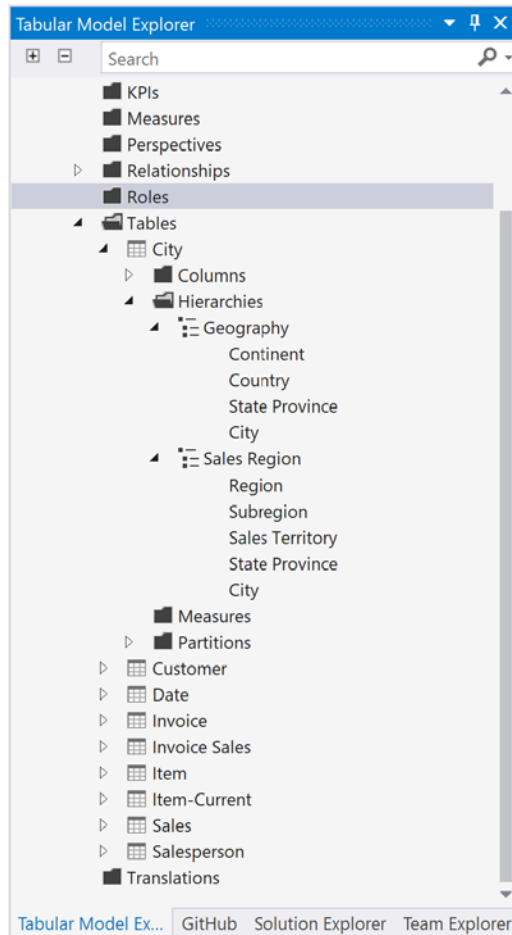 Tabular Model Explorer
Search
KPIs
Measures
Perspectives
Relationships
Roles
Tables
City
Columns
Hierarchies
Geography
Continent
Country
State Province
City
Sales Region
Region
Subregion
Sales Territory
State Province
City
Measures
Partitions
Customer
Date
Invoice
Invoice Sales
Item
Item-Current
Sales
Salesperson
Translations
Tabular Model Ex... GitHub Solution Explorer Team Explorer